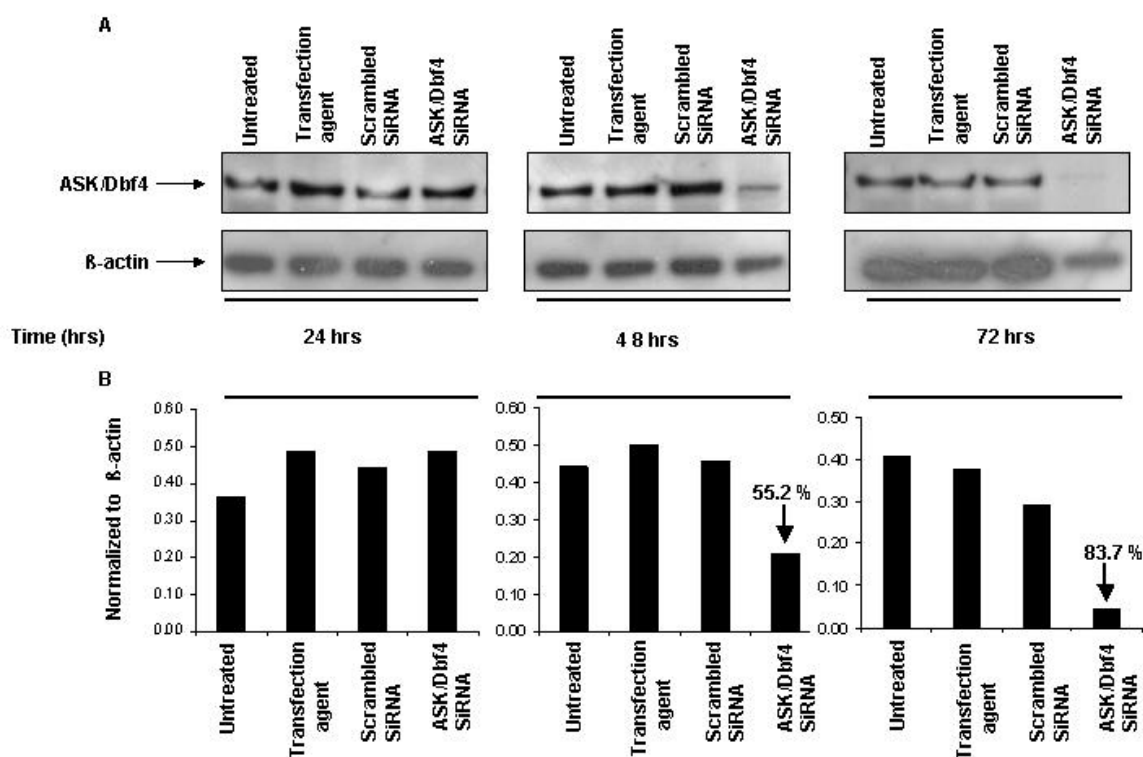 A
Untreated
Transfection
agent
Scrambled
SiRNA
ASK/Dbf4
SiRNA
Untreated
Transfection
agent
Scrambled
SiRNA
ASK/Dbf4
SiRNA
Untreated
Transfection
agent
Scrambled
SiRNA
ASK/Dbf4
SiRNA
ASK/Dbf4
ß-actin
Time (hrs)
24 hrs
4 8 hrs
72 hrs
B
Normalized to ß-actin
0.60
0.50
0.40
0.30
0.20
0.10
0.00
Untreated
Transfection
agent
Scrambled
SiRNA
ASK/Dbf4
SiRNA
0.60
0.50
0.40
0.30
0.20
0.10
0.00
55.2 %
Untreated
Transfection
agent
Scrambled
SiRNA
ASK/Dbf4
SiRNA
0.50
0.40
0.30
0.20
0.10
0.00
83.7 %
Untreated
Transfection
agent
Scrambled
SiRNA
ASK/Dbf4
SiRNA